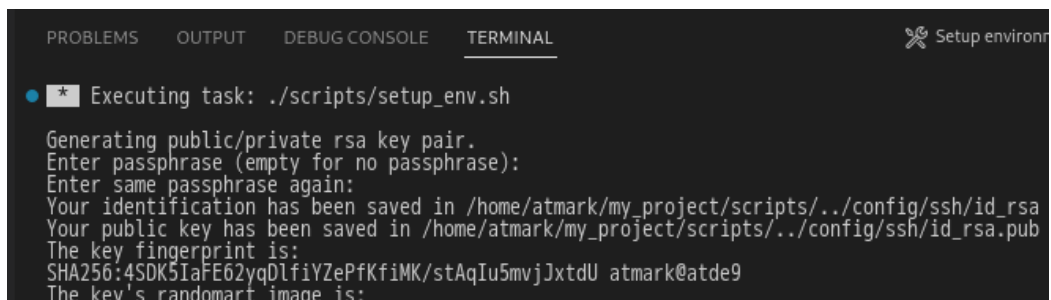 PROBLEMS OUTPUT DEBUG CONSOLE TERMINAL Setup environm
* Executing task: ./scripts/setup_env.sh
Generating public/private rsa key pair.
Enter passphrase (empty for no passphrase):
Enter same passphrase again:
Your identification has been saved in /home/atmark/my_project/scripts/../config/ssh/id_rsa
Your public key has been saved in /home/atmark/my_project/scripts/../config/ssh/id_rsa.pub
The key fingerprint is:
SHA256:4SDK5IaFE62yqDlfiYZePfKfiMK/stAqIu5mvjJxtdU atmark@atde9
The key's randomart image is: